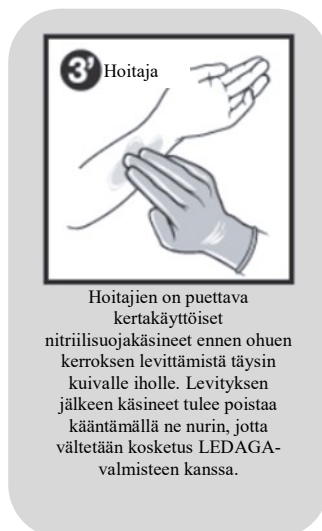 3’ Hoitaja
Hoitajien on puettava
kertakäyttöiset
nitriilisuojakäsineet ennen ohuen
kerroksen levittämistä täysin
kuivalle iholle. Levityksen
jälkeen käsineet tulee poistaa
kääntämällä ne nurin, jotta
vältetään kosketus LEDAGA-
valmisteen kanssa.